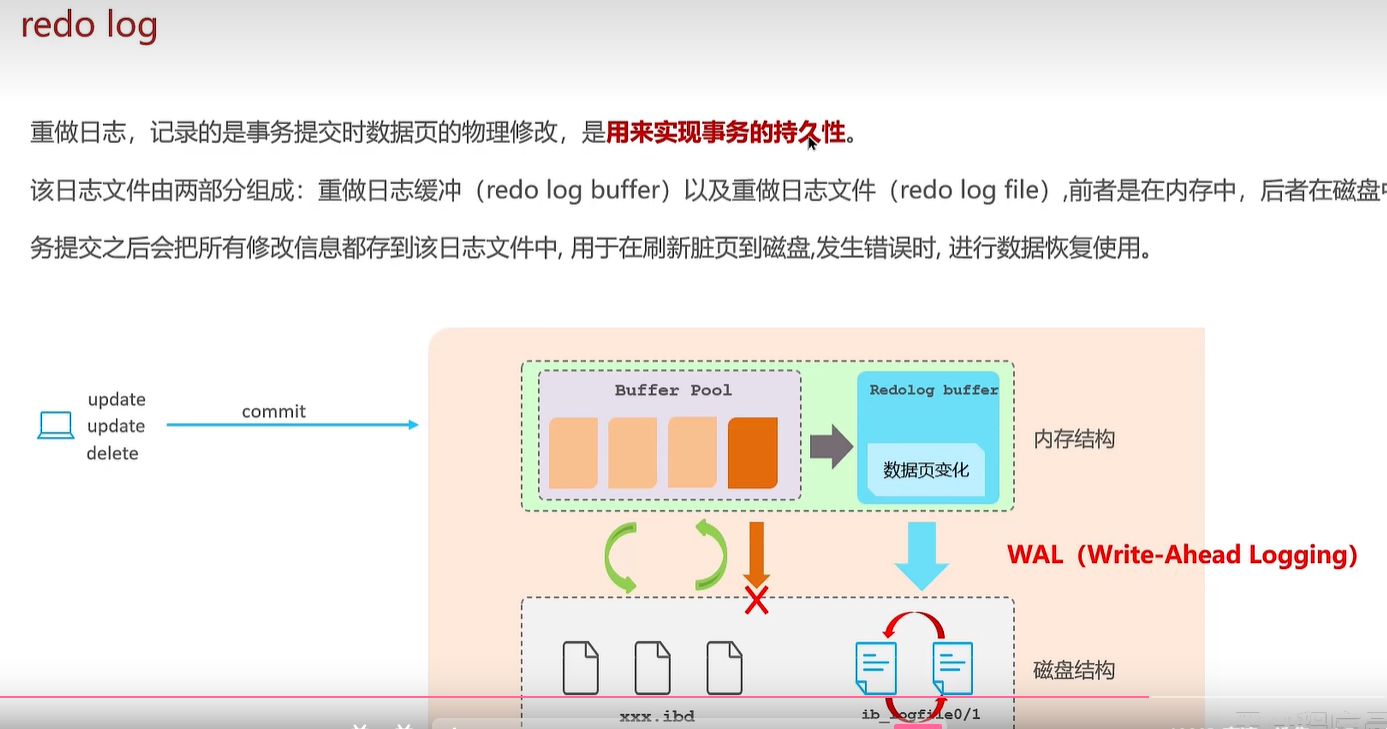 redo log
重做日志，记录的是事务提交时数据页的物理修改，是用来实现事务的持久性。
该日志文件由两部分组成：重做日志缓冲（redo log buffer）以及重做日志文件（redo log file）,前者是在内存中，后者在磁盘中
务提交之后会把所有修改信息都存到该日志文件中, 用于在刷新脏页到磁盘,发生错误时, 进行数据恢复使用。
update
update
delete
commit
Buffer Pool
Redolog buffer
数据页变化
内存结构
WAL（Write-Ahead Logging）
磁盘结构
xxx.ibd
ib_logfile0/1